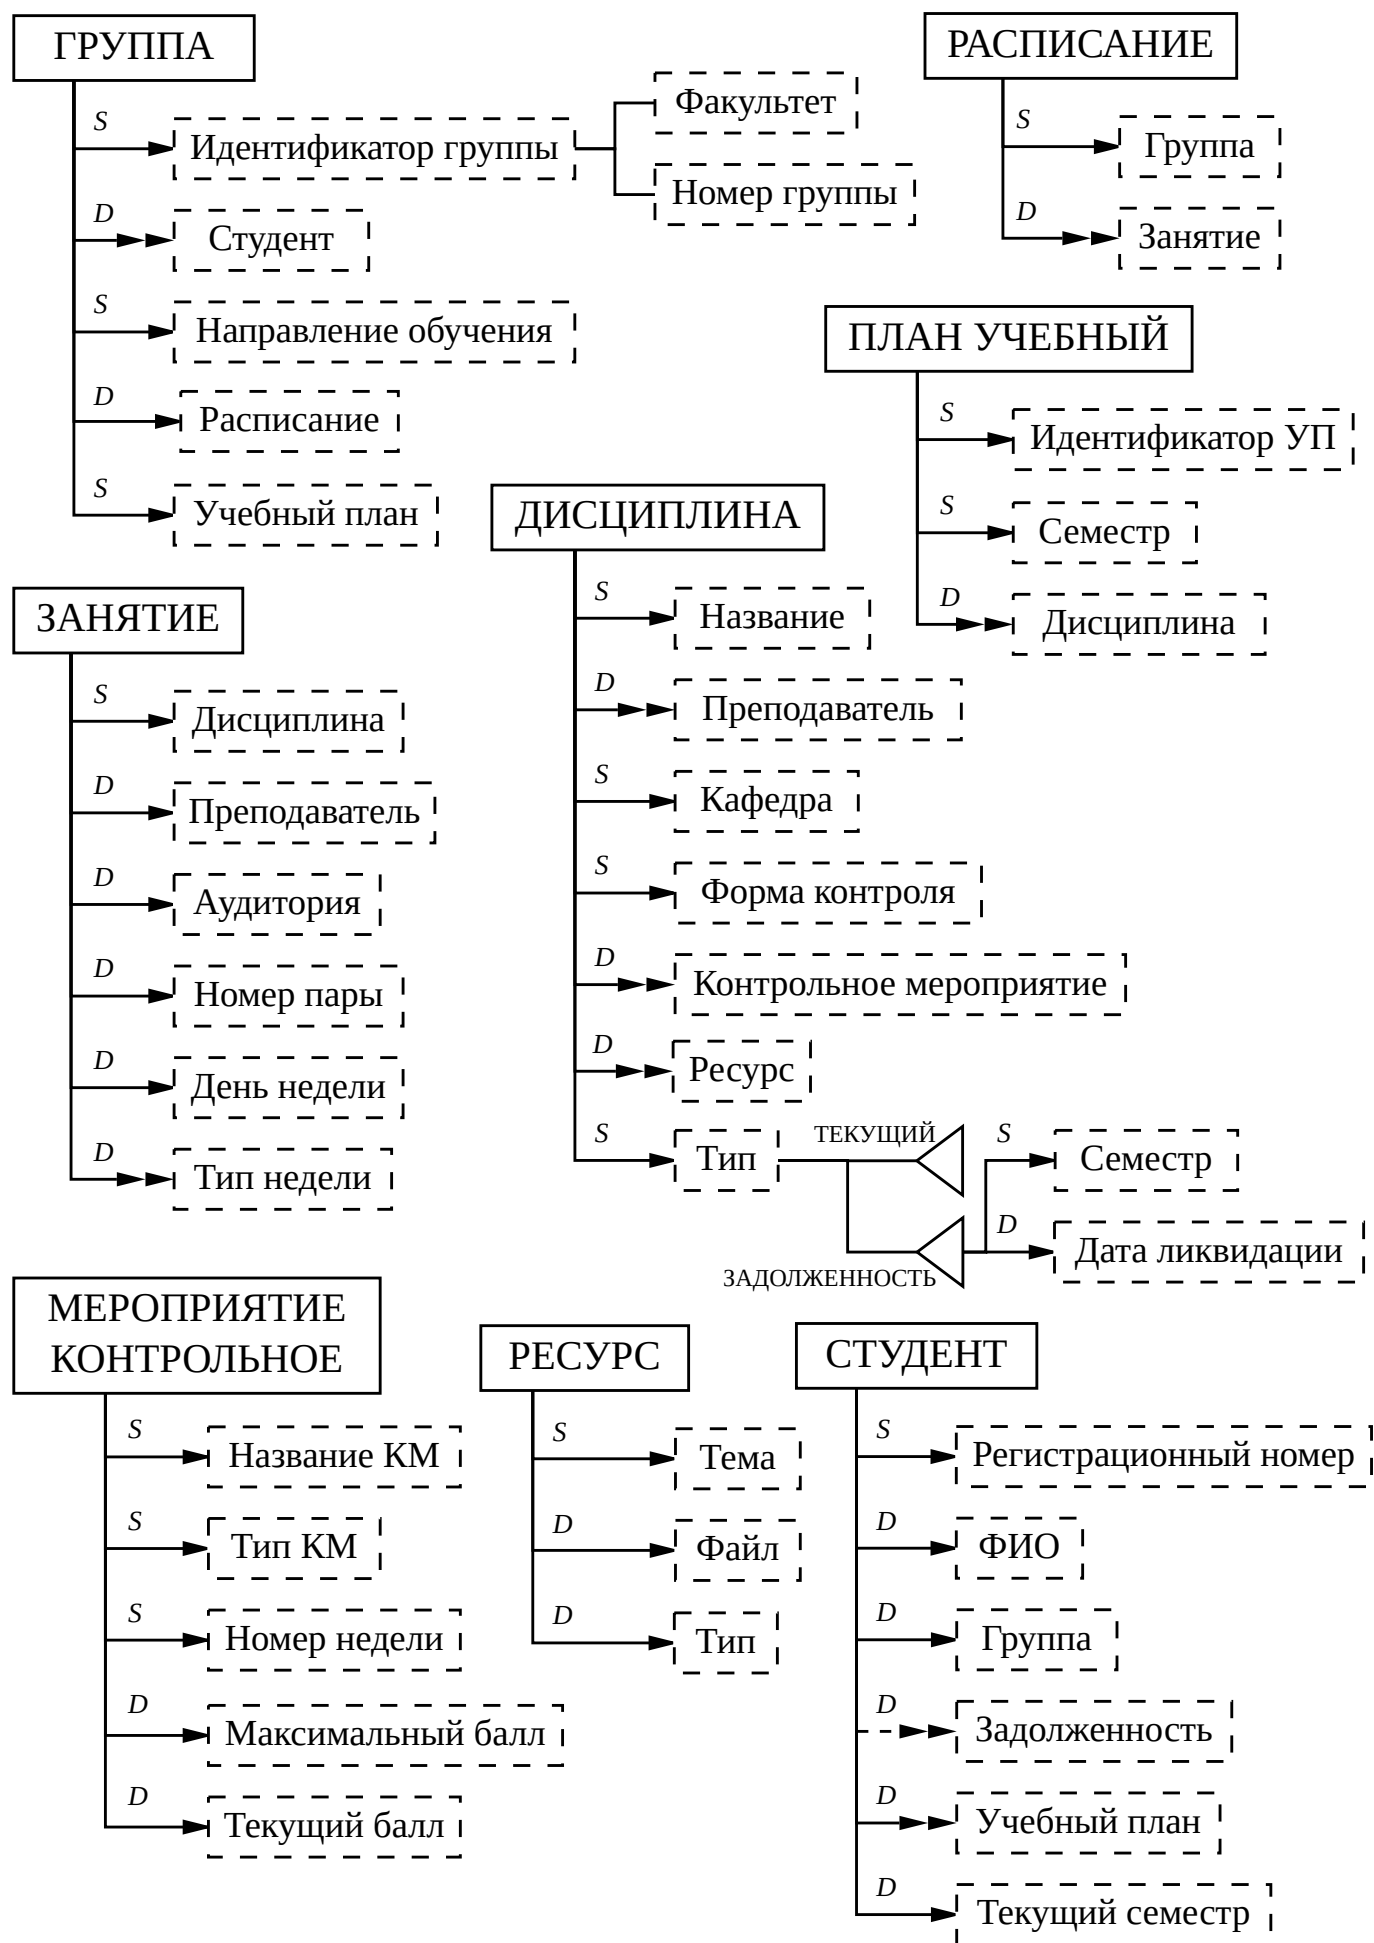 ГРУППА
S
Идентификатор группы
Факультет
Номер группы
D
Студент
S
Направление обучения
D
Расписание
S
Учебный план
РАСПИСАНИЕ
S
Группа
D
Занятие
ПЛАН УЧЕБНЫЙ
S
Идентификатор УП
S
Семестр
D
Дисциплина
ДИСЦИПЛИНА
S
Название
D
Преподаватель
S
Кафедра
S
Форма контроля
D
Контрольное мероприятие
D
Ресурс
S
Тип
ТЕКУЩИЙ
ЗАДОЛЖЕННОСТЬ
S
Семестр
D
Дата ликвидации
ЗАНЯТИЕ
S
Дисциплина
D
Преподаватель
D
Аудитория
D
Номер пары
D
День недели
D
Тип недели
МЕРОПРИЯТИЕ
КОНТРОЛЬНОЕ
S
Название КМ
S
Тип КМ
S
Номер недели
D
Максимальный балл
D
Текущий балл
РЕСУРС
S
Тема
D
Файл
D
Тип
СТУДЕНТ
S
Регистрационный номер
D
ФИО
D
Группа
D
Задолженность
D
Учебный план
D
Текущий семестр